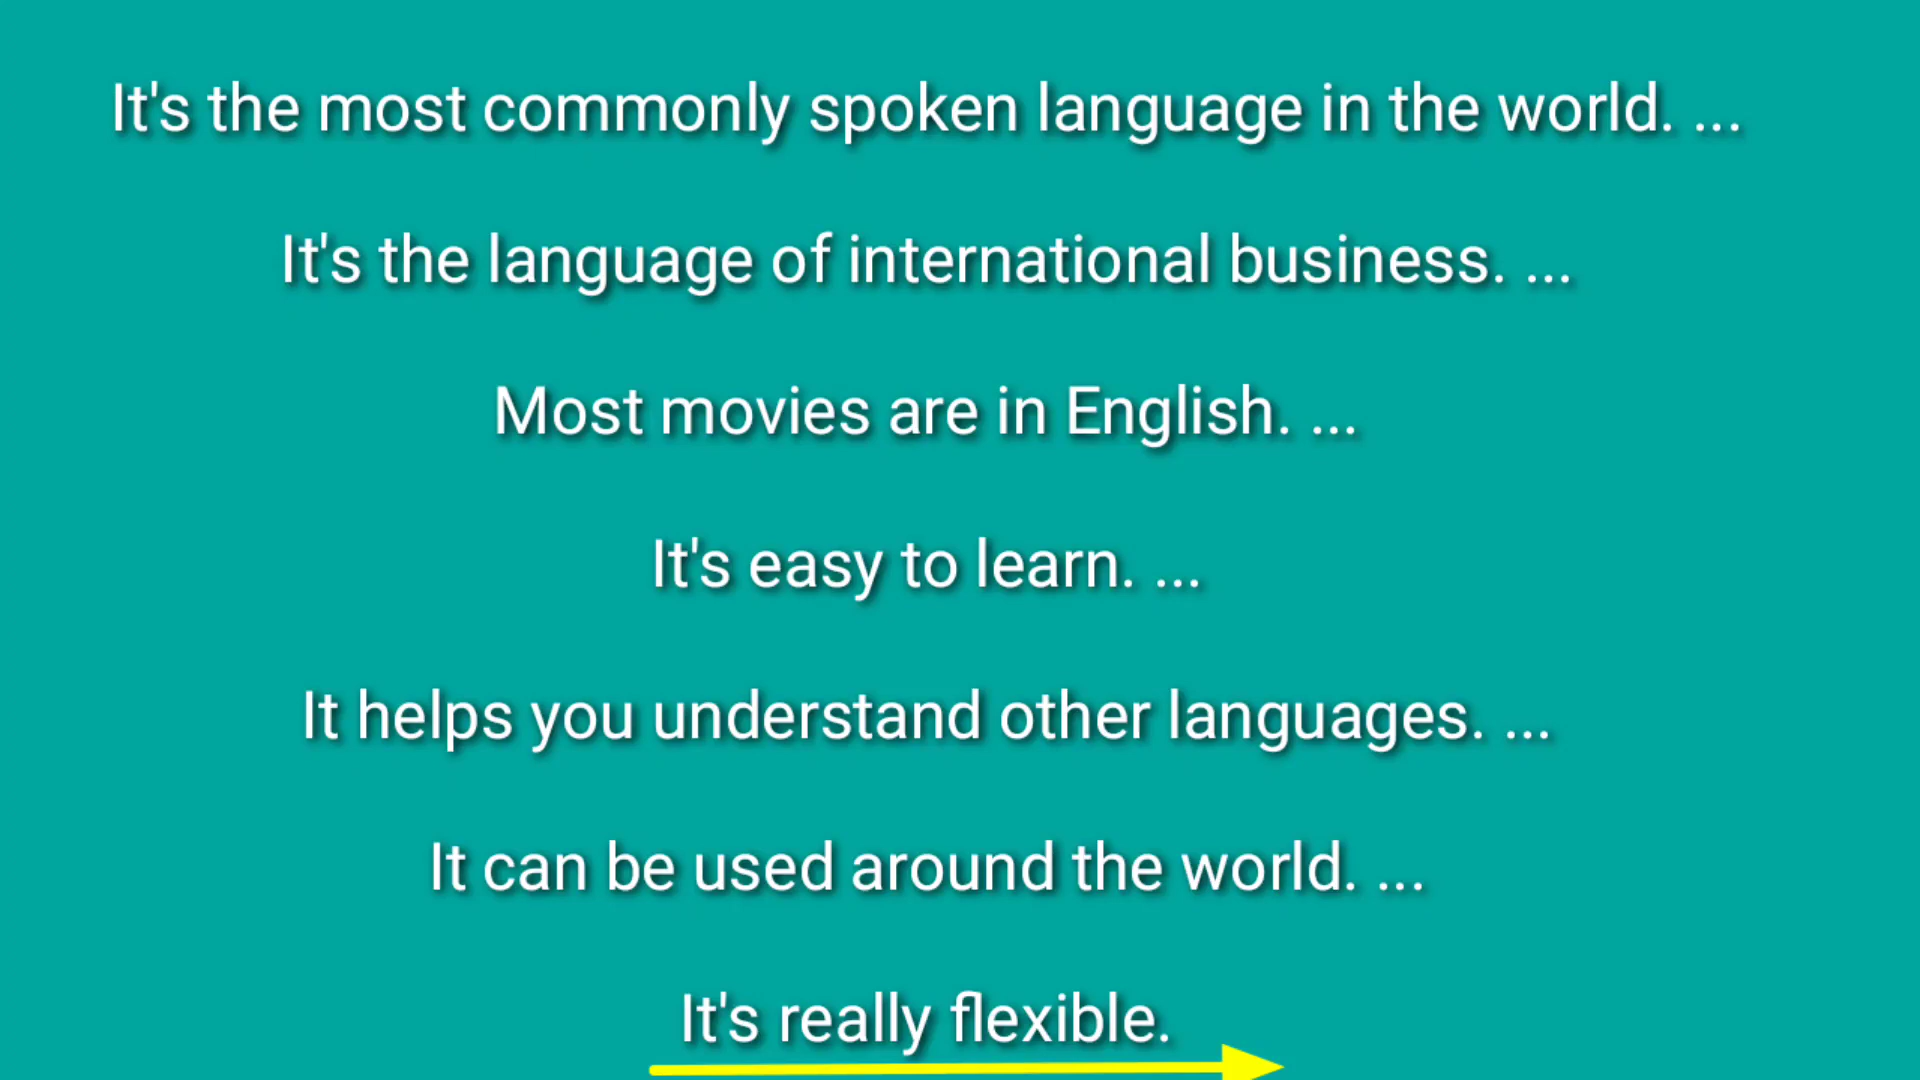 It's the most commonly spoken language in the world. ...
It's the language of international business. ...
Most movies are in English. ...
It's easy to learn. ...
It helps you understand other languages. ...
It can be used around the world. ...
It's really flexible.